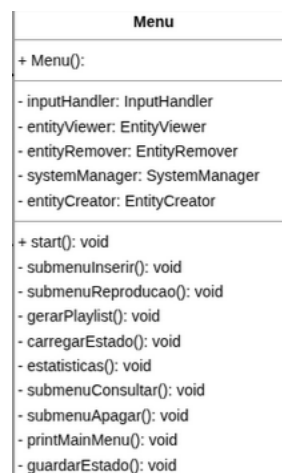 Menu
+ Menu():
- inputHandler: InputHandler
- entityViewer: EntityViewer
- entityRemover: EntityRemover
- systemManager: SystemManager
- entityCreator: EntityCreator
+ start(): void
- submenuInserir(): void
- submenuReproducao(): void
- gerarPlaylist(): void
- carregarEstado(): void
- estatisticas(): void
- submenuConsultar(): void
- submenuApagar(): void
- printMainMenu(): void
- guardarEstado(): void